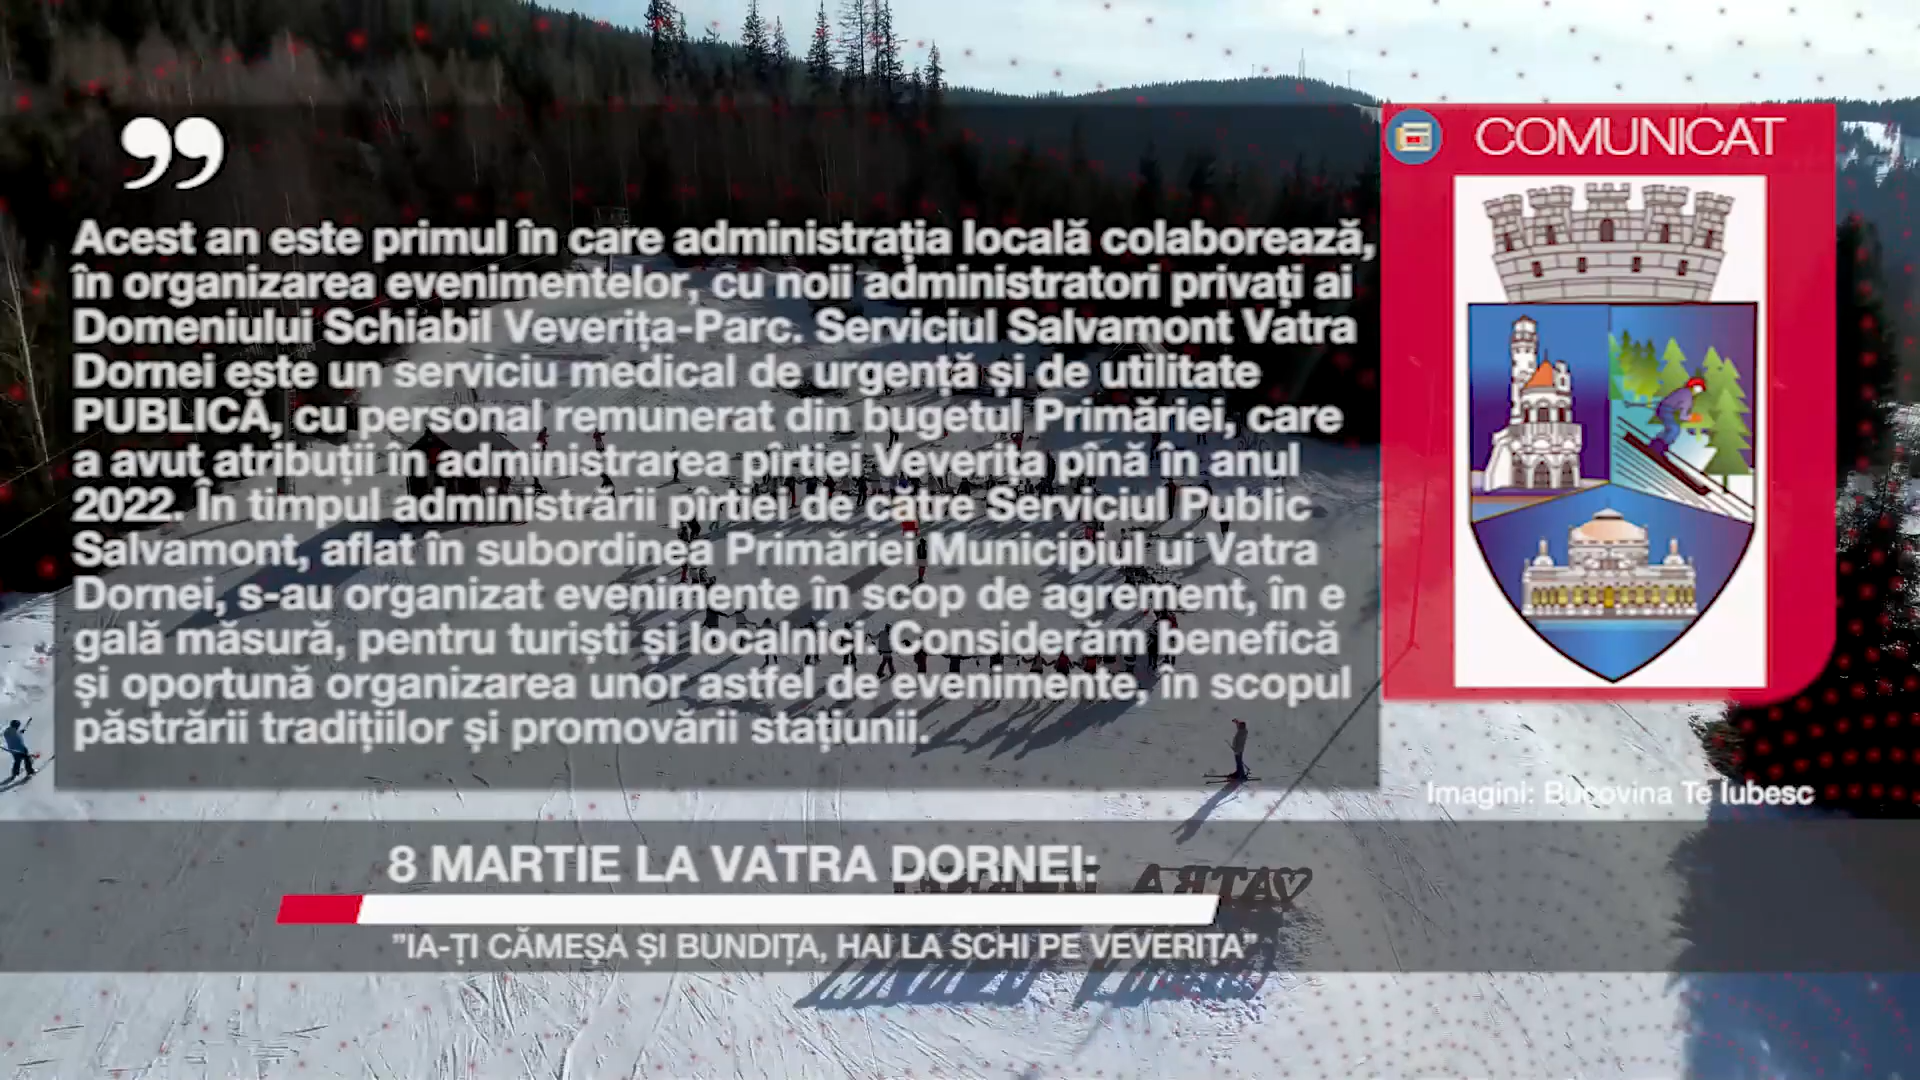 ”
Acest an este primul în care administrația locală colaborează,
în organizarea evenimentelor, cu noii administratori privați ai
Domeniului Schiabil Veverița-Parc. Serviciul Salvamont Vatra
Dornei este un serviciu medical de urgență și de utilitate
PUBLICĂ, cu personal remunerat din bugetul Primăriei, care
a avut atribuții în administrarea pîrtiei Veverița pînă în anul
2022. În timpul administrării pîrtiei de către Serviciul Public
Salvamont, aflat în subordinea Primăriei Municipiul ui Vatra
Dornei, s-au organizat evenimente în scop de agrement, în e
gală măsură, pentru turiști și localnici. Considerăm benefică
și oportună organizarea unor astfel de evenimente, în scopul
păstrării tradițiilor și promovării stațiunii.
COMUNICAT
Imagini: Bucovina Te Iubesc
8 MARTIE LA VATRA DORNEI:
”IA-ȚI CĂMEȘA ȘI BUNDIȚA, HAI LA SCHI PE VEVERIȚA”
VATRA